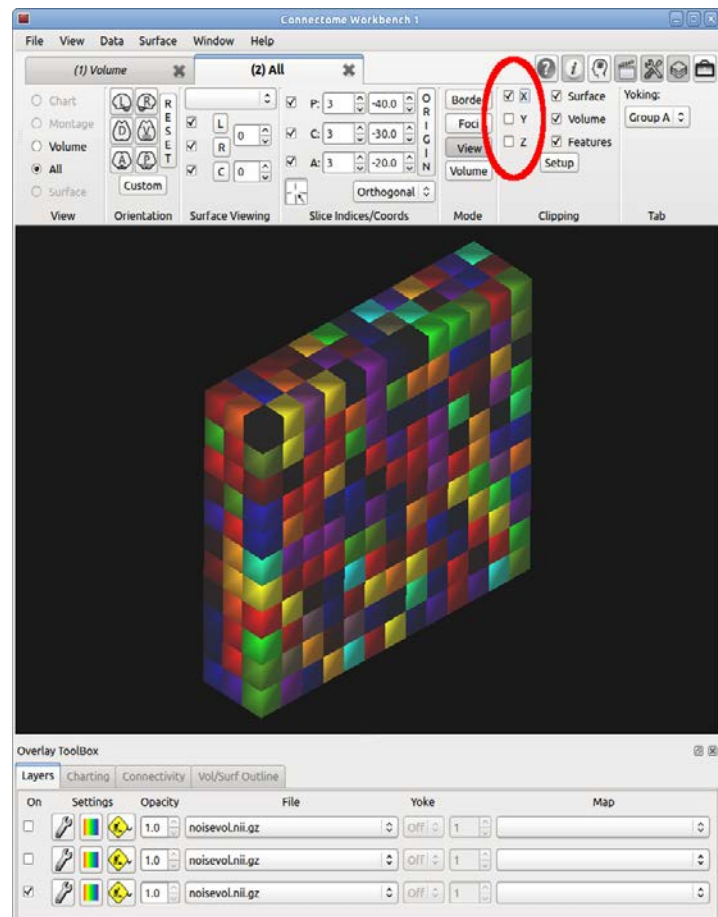 Connectome Workbench 1
File View Data Surface Window Help
(1) Volume (2) All
Chart
Montage
Volume
All
Surface
View
L R
D V
A P
RESET
Custom
Orientation
L
R 0
C 0
Surface Viewing
P: 3 -40.0
C: 3 -30.0
A: 3 -20.0
ORIGIN
Orthogonal
Slice Indices/Coords
Borde
Foci
View
Volume
Mode
X Surface
Y Volume
Z Features
Setup
Clipping
Yoking:
Group A
Tab
Overlay ToolBox
Layers Charting Connectivity Vol/Surf Outline
On Settings Opacity File Yoke Map
1.0 noisevol.nii.gz Off 1
1.0 noisevol.nii.gz Off 1
1.0 noisevol.nii.gz Off 1